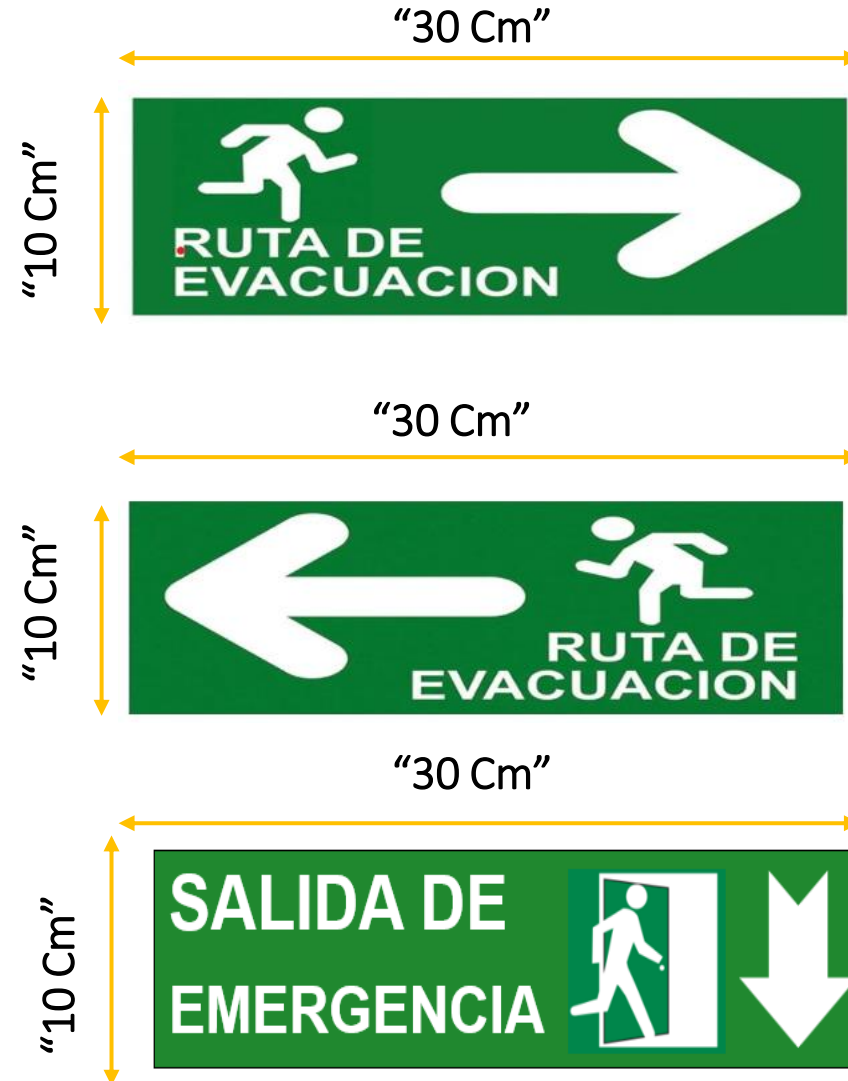 “30 Cm”
“10 Cm”
RUTA DE
EVACUACION
“30 Cm”
“10 Cm”
RUTA DE
EVACUACION
“30 Cm”
“10 Cm”
SALIDA DE
EMERGENCIA